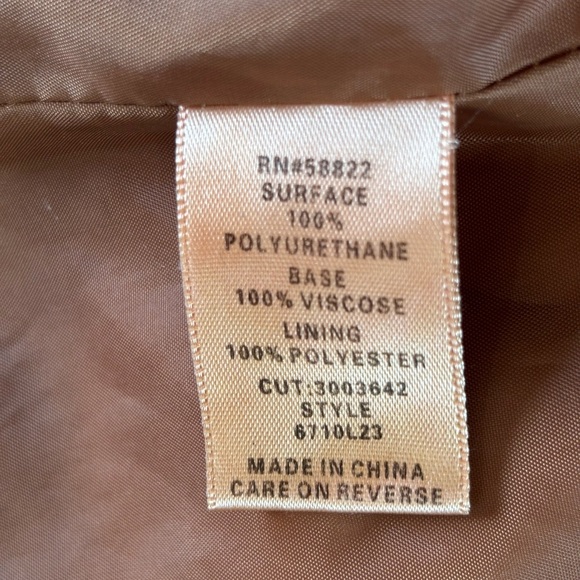 RN#58822
SURFACE
100%
POLYURETHANE
BASE
100% VISCOSE
LINING
100% POLYESTER
CUT:3003642
STYLE
6710L23
MADE IN CHINA
CARE ON REVERSE